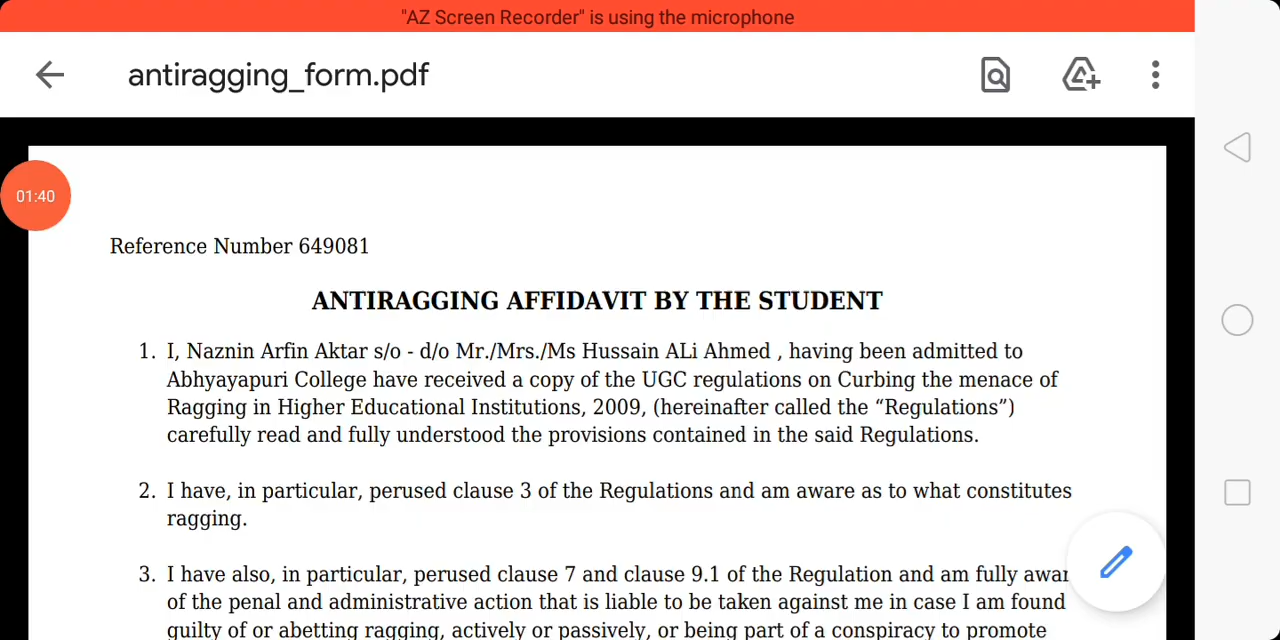 "AZ Screen Recorder" is using the microphone
antiragging_form.pdf
01:40
Reference Number 649081
ANTIRAGGING AFFIDAVIT BY THE STUDENT
1. I, Naznin Arfin Aktar s/o - d/o Mr./Mrs./Ms Hussain ALi Ahmed , having been admitted to
Abhyayapuri College have received a copy of the UGC regulations on Curbing the menace of
Ragging in Higher Educational Institutions, 2009, (hereinafter called the “Regulations”)
carefully read and fully understood the provisions contained in the said Regulations.
2. I have, in particular, perused clause 3 of the Regulations and am aware as to what constitutes
ragging.
3. I have also, in particular, perused clause 7 and clause 9.1 of the Regulation and am fully awar
of the penal and administrative action that is liable to be taken against me in case I am found
guilty of or abetting ragging, actively or passively, or being part of a conspiracy to promote